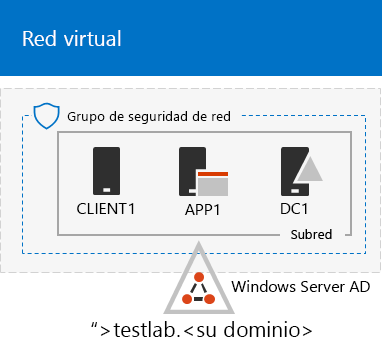 Red virtual
Grupo de seguridad de red
CLIENT1
APP1
DC1
Subred
Windows Server AD
“>testlab.<su dominio>